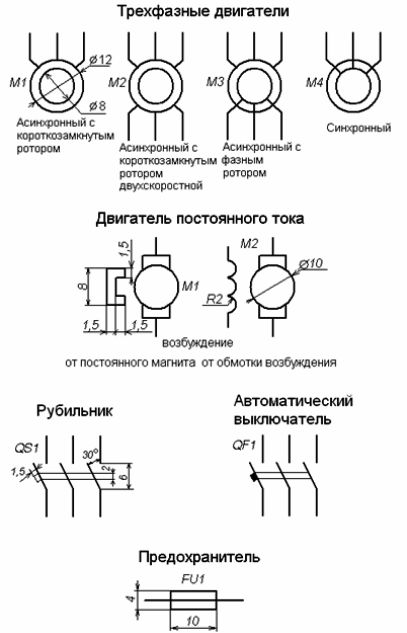 Трехфазные двигатели
M1
Ø12
Ø8
M2
M3
M4
Асинхронный с
короткозамкнутым
ротором
Асинхронный с
короткозамкнутым
ротором
двухскоростной
Асинхронный с
фазным
ротором
Синхронный
Двигатель постоянного тока
1,5
8
1,5
1,5
M1
M2
R2
Ø10
возбуждение
от постоянного магнита от обмотки возбуждения
Рубильник
QS1
30°
1,5
2
6
Автоматический
выключатель
QF1
Предохранитель
FU1
4
10